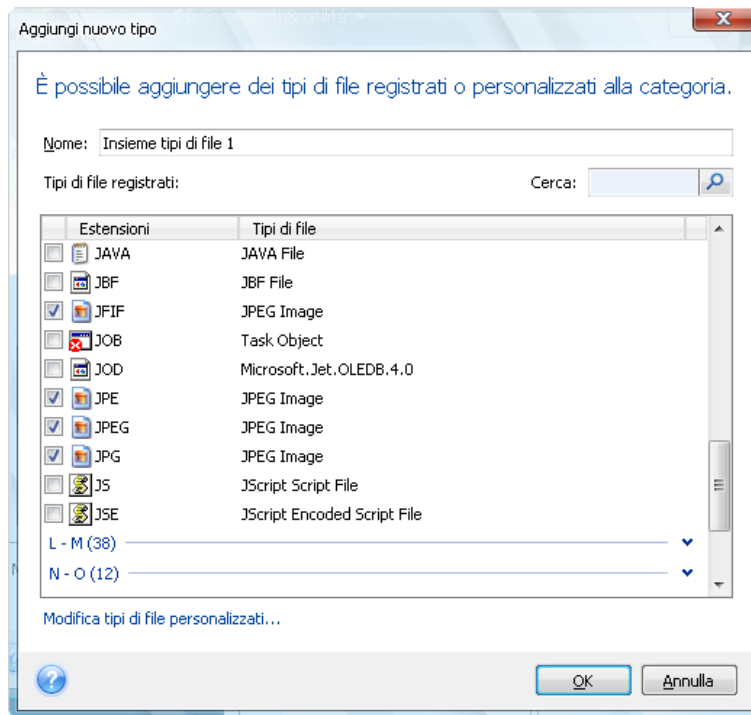 Aggiungi nuovo tipo
È possibile aggiungere dei tipi di file registrati o personalizzati alla categoria.
Nome: Insieme tipi di file 1
Tipi di file registrati: Cerca:
Estensioni Tipi di file
JAVA JAVA File
JBF JBF File
JFIF JPEG Image
JOB Task Object
JOD Microsoft.Jet.OLEDB.4.0
JPE JPEG Image
JPEG JPEG Image
JPG JPEG Image
JS JScript Script File
JSE JScript Encoded Script File
L - M (38)
N - O (12)
Modifica tipi di file personalizzati...
OK Annulla